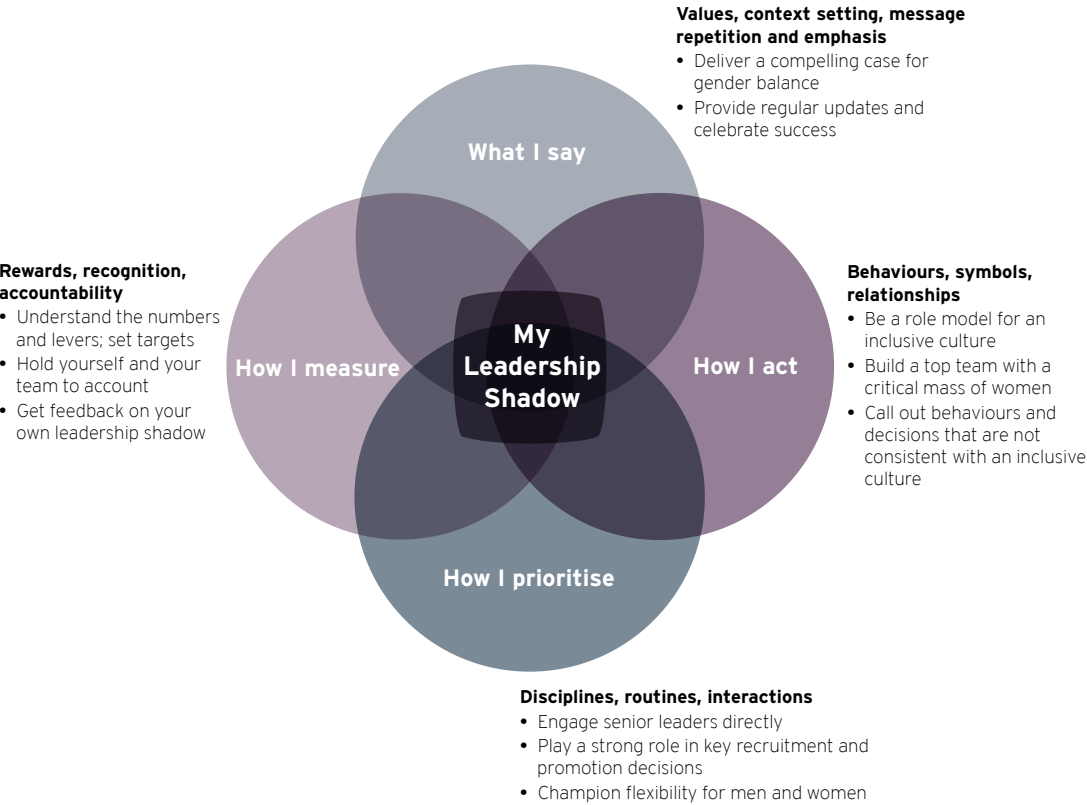 Values, context setting, message
repetition and emphasis
• Deliver a compelling case for
gender balance
• Provide regular updates and
celebrate success
What I say
Rewards, recognition,
accountability
• Understand the numbers
and levers; set targets
• Hold yourself and your
team to account
• Get feedback on your
own leadership shadow
How I measure
My
Leadership
Shadow
How I act
Behaviours, symbols,
relationships
• Be a role model for an
inclusive culture
• Build a top team with a
critical mass of women
• Call out behaviours and
decisions that are not
consistent with an inclusive
culture
How I prioritise
Disciplines, routines, interactions
• Engage senior leaders directly
• Play a strong role in key recruitment and
promotion decisions
• Champion flexibility for men and women